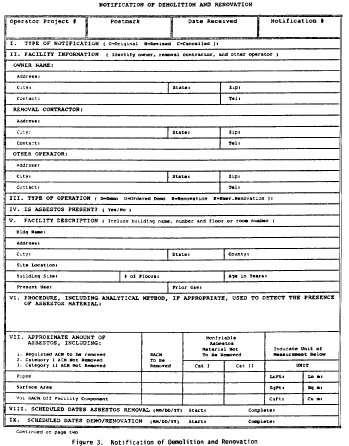 NOTIFICATION OF DEMOLITION AND RENOVATION
Operator Project # Postmark Date Received Notification #
I. TYPE OF NOTIFICATION ( O=Original R=Revised C=Cancelled ):
II. FACILITY INFORMATION ( Identify owner, removal contractor, and other operator )
OWNER NAME:
Address:
City: State: Zip:
Contact: Tel:
REMOVAL CONTRACTOR:
Address:
City: State: Zip:
Contact: Tel:
OTHER OPERATOR:
Address:
City: State: Zip:
Contact: Tel:
III. TYPE OF OPERATION ( D=Demo O=Ordered Demo R=Renovation E=Emer.Renovation ):
IV. IS ASBESTOS PRESENT? ( Yes/No )
V. FACILITY DESCRIPTION ( Include building name, number and floor or room number )
Bldg Name:
Address:
City: State: County:
Site Location:
Building Size: # of Floors: Age in Years:
Present Use: Prior Use:
VI. PROCEDURE, INCLUDING ANALYTICAL METHOD, IF APPROPRIATE, USED TO DETECT THE PRESENCE
OF ASBESTOS MATERIAL:
VII. APPROXIMATE AMOUNT OF
ASBESTOS, INCLUDING:
1. Regulated ACM to be removed
2. Category I ACM Not Removed
3. Category II ACM Not Removed
RACM
To Be
Removed
Nonfriable
Asbestos
Material Not
To Be Removed
Cat I Cat II
Indicate Unit of
Measurement Below
UNIT
Pipes LnFt: Ln m:
Surface Area SqFt: Sq m:
Vol RACM Off Facility Component CuFt: Cu m:
VIII. SCHEDULED DATES ASBESTOS REMOVAL (MM/DD/YY) Start: Complete:
IX. SCHEDULED DATES DEMO/RENOVATION (MM/DD/YY) Start: Complete:
Continued on page two
Figure 3. Notification of Demolition and Renovation